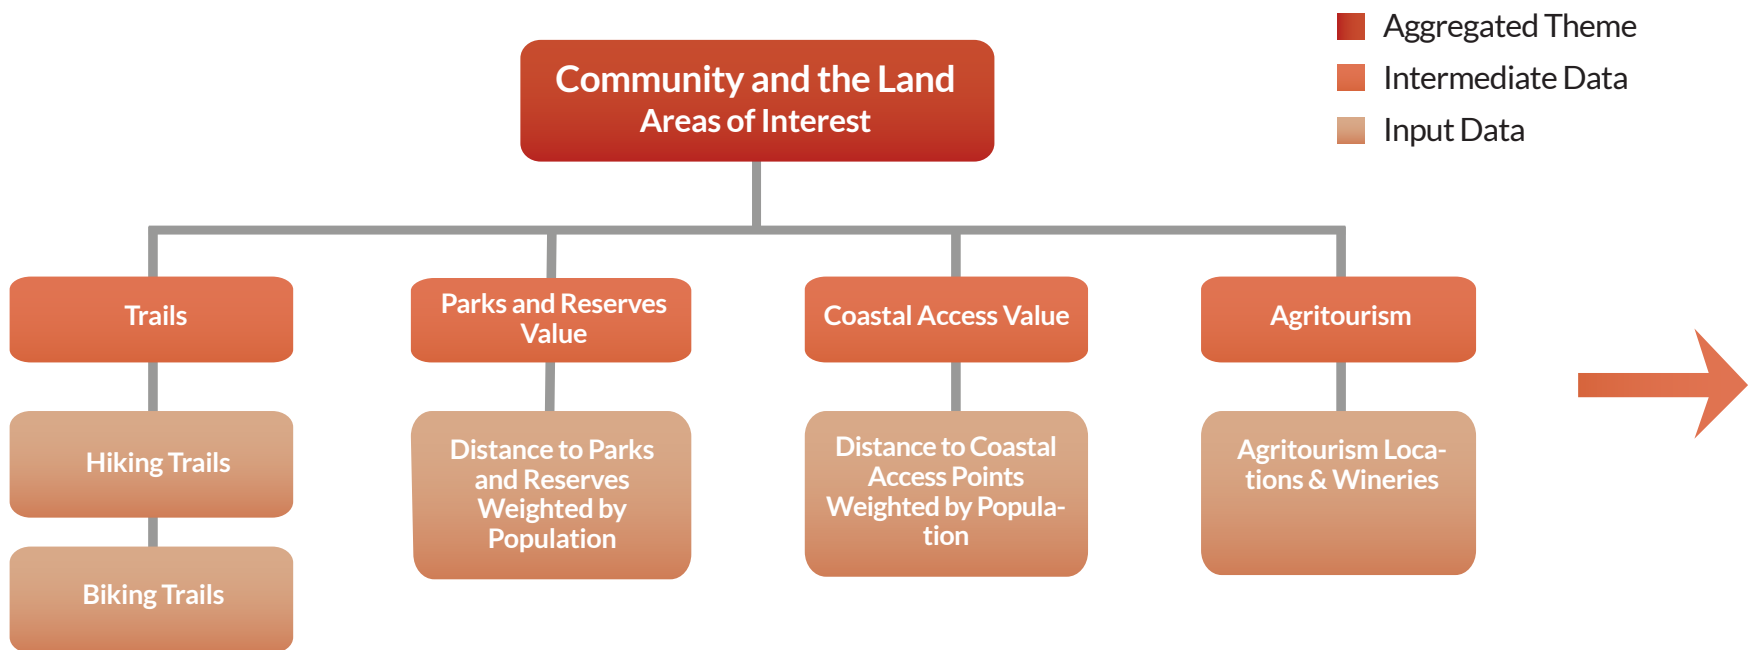 Aggregated Theme
Intermediate Data
Input Data
Community and the Land
Areas of Interest
Trails
Parks and Reserves
Value
Coastal Access Value
Agritourism
Hiking Trails
Biking Trails
Distance to Parks
and Reserves
Weighted by
Population
Distance to Coastal
Access Points
Weighted by Popula-
tion
Agritourism Loca-
tions & Wineries